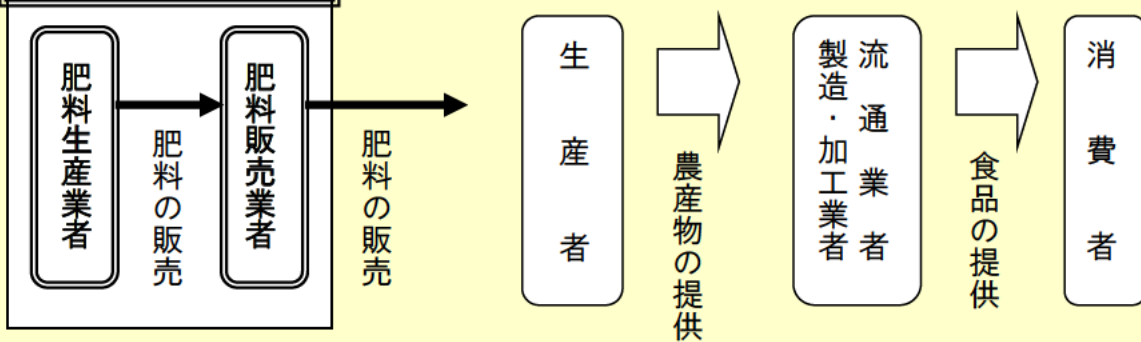 肥料生産業者
肥料の販売
肥料販売業者
肥料の販売
生産者
農産物の提供
流通業者
製造・加工業者
食品の提供
消費者